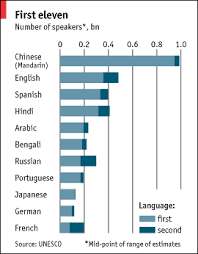 First eleven
Number of speakers*, bn
0 0.2 0.4 0.6 0.8 1.0
Chinese
(Mandarin)
English
Spanish
Hindi
Arabic
Bengali
Russian
Portuguese
Japanese
German
French
Language:
first
second
Source: UNESCO
*Mid-point of range of estimates